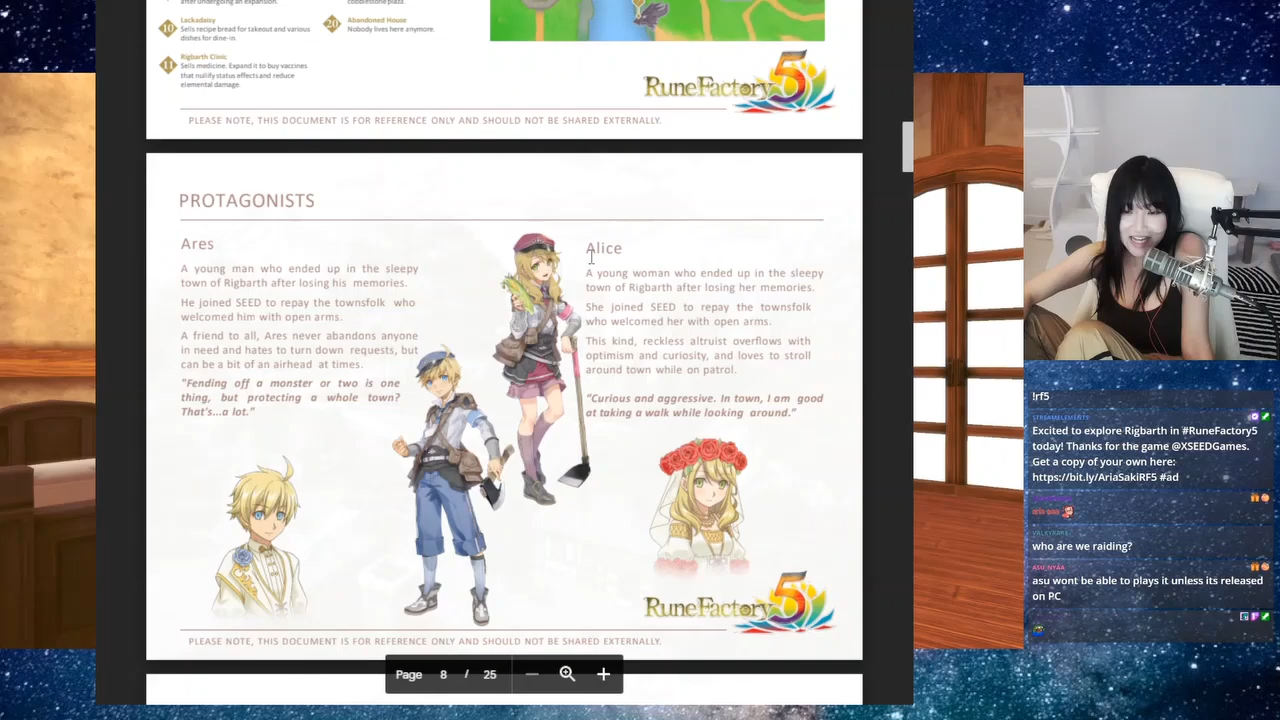 after undergoing an expansion.
cobblestone plaza.
10 Lackadaisy
Sells recipe bread for takeout and various
dishes for dine-in.
20 Abandoned House
Nobody lives here anymore.
11 Rigbarth Clinic
Sells medicine. Expand it to buy vaccines
that nullify status effects and reduce
elemental damage.
RuneFactory 5
PLEASE NOTE, THIS DOCUMENT IS FOR REFERENCE ONLY AND SHOULD NOT BE SHARED EXTERNALLY.
PROTAGONISTS
Ares
A young man who ended up in the sleepy
town of Rigbarth after losing his memories.
He joined SEED to repay the townsfolk who
welcomed him with open arms.
A friend to all, Ares never abandons anyone
in need and hates to turn down requests, but
can be a bit of an airhead at times.
"Fending off a monster or two is one
thing, but protecting a whole town?
That's...a lot."
Alice
A young woman who ended up in the sleepy
town of Rigbarth after losing her memories.
She joined SEED to repay the townsfolk
who welcomed her with open arms.
This kind, reckless altruist overflows with
optimism and curiosity, and loves to stroll
around town while on patrol.
“Curious and aggressive. In town, I am good
at taking a walk while looking around.”
RuneFactory 5
PLEASE NOTE, THIS DOCUMENT IS FOR REFERENCE ONLY AND SHOULD NOT BE SHARED EXTERNALLY.
Page 8 / 25
!rf5
STREAMELEMENTS
Excited to explore Rigbarth in #RuneFactory5
today! Thanks for the game @XSEEDGames.
Get a copy of your own here:
https://bit.ly/AriaSakiRF5 #ad
who are we raiding?
ASU_NYAA
asu wont be able to plays it unless its released
on PC